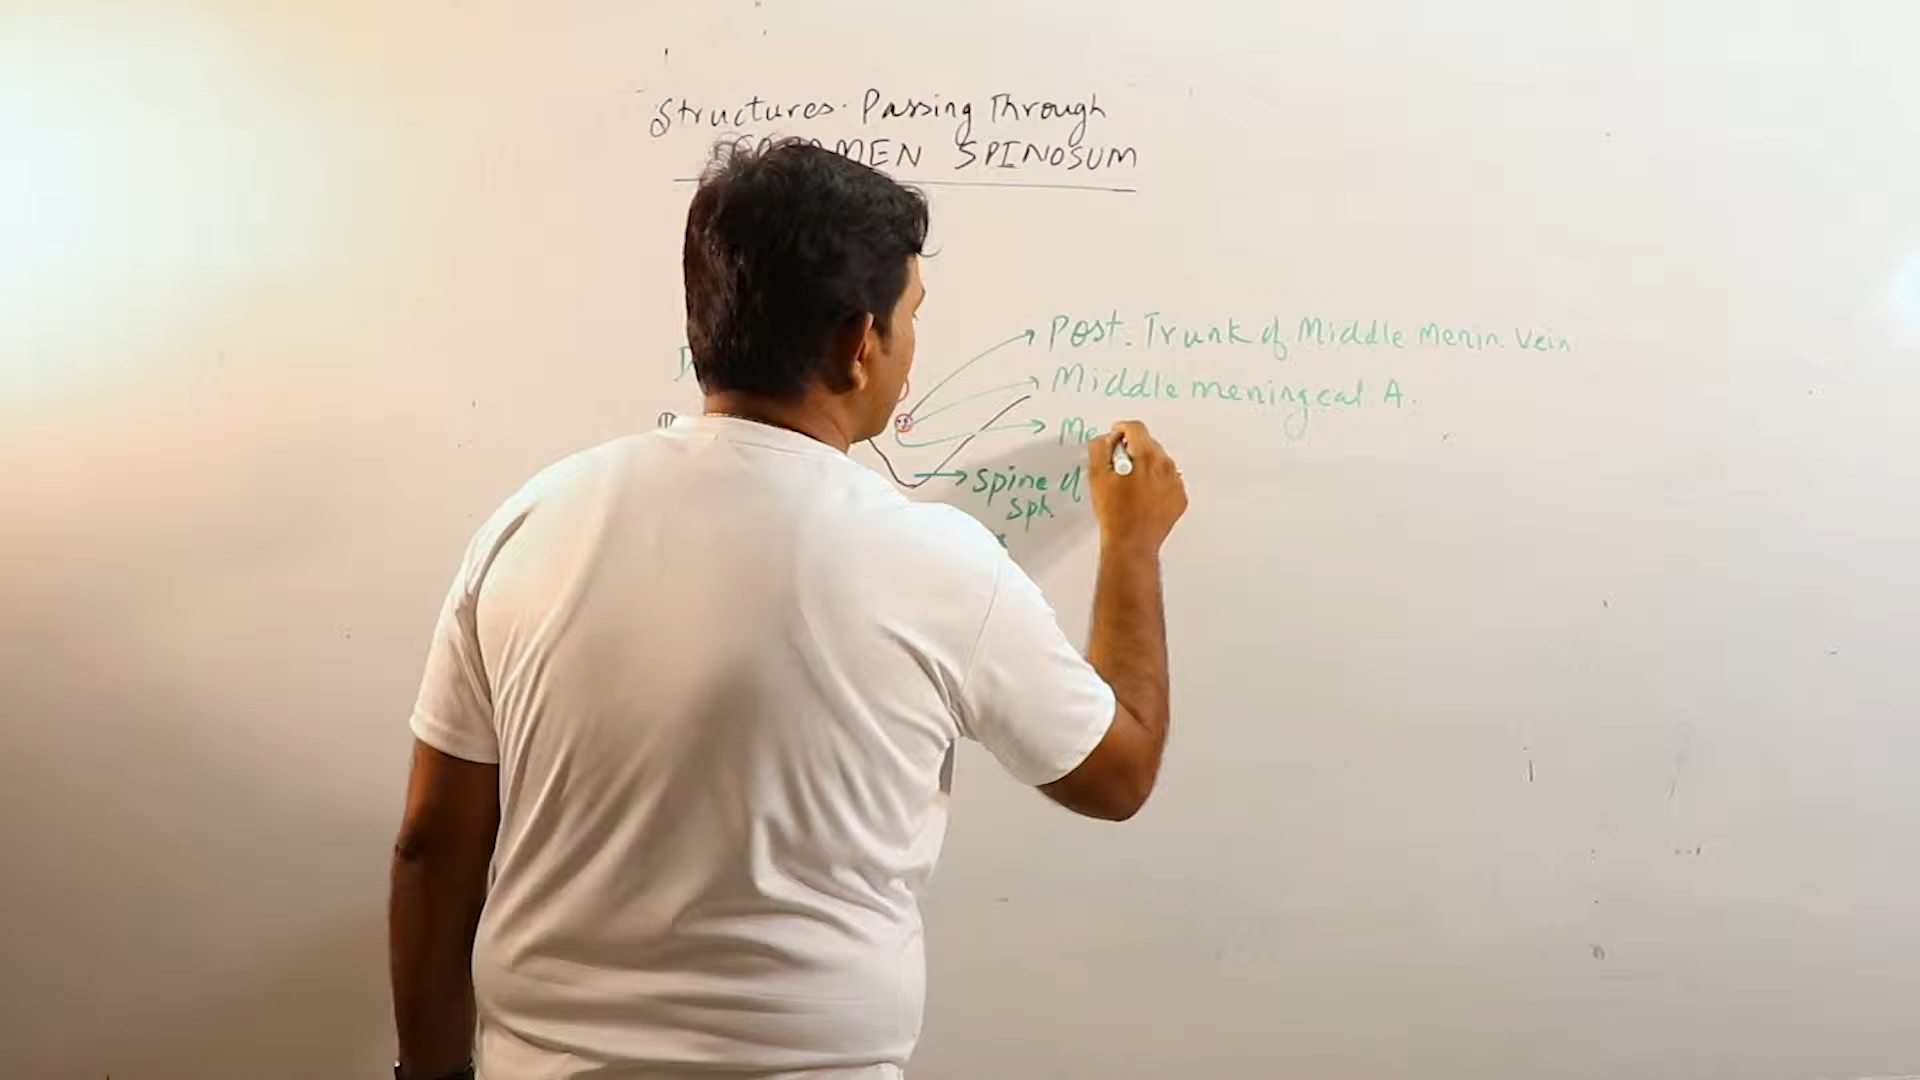 Structures. Passing Through
FORAMEN SPINOSUM
Post. Trunk of Middle Menin. Vein
Middle meningeal A.
Me
Spine of
Sph